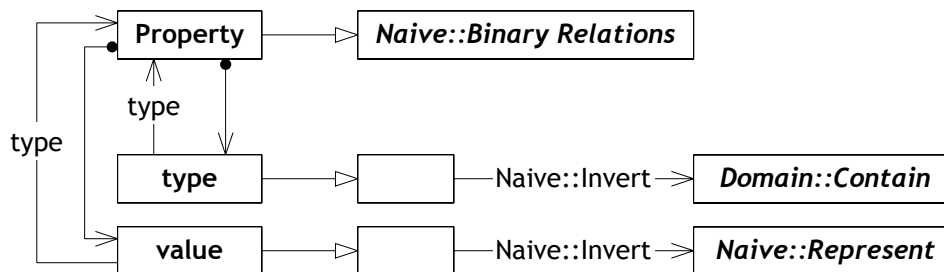 Property
Naive::Binary Relations
type
type
type
Naive::Invert
Domain::Contain
value
Naive::Invert
Naive::Represent